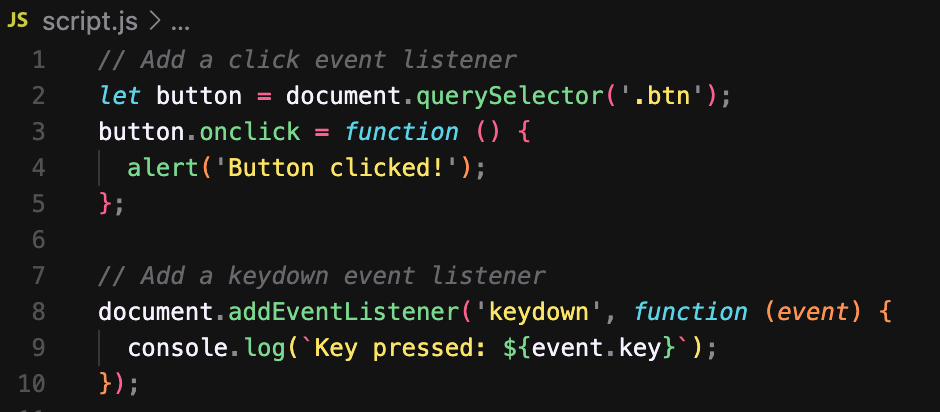 JS script.js > ...
1 // Add a click event listener
2 let button = document.querySelector('.btn');
3 button.onclick = function () {
4   alert('Button clicked!');
5 };
6
7 // Add a keydown event listener
8 document.addEventListener('keydown', function (event) {
9   console.log(`Key pressed: ${event.key}`);
10 });